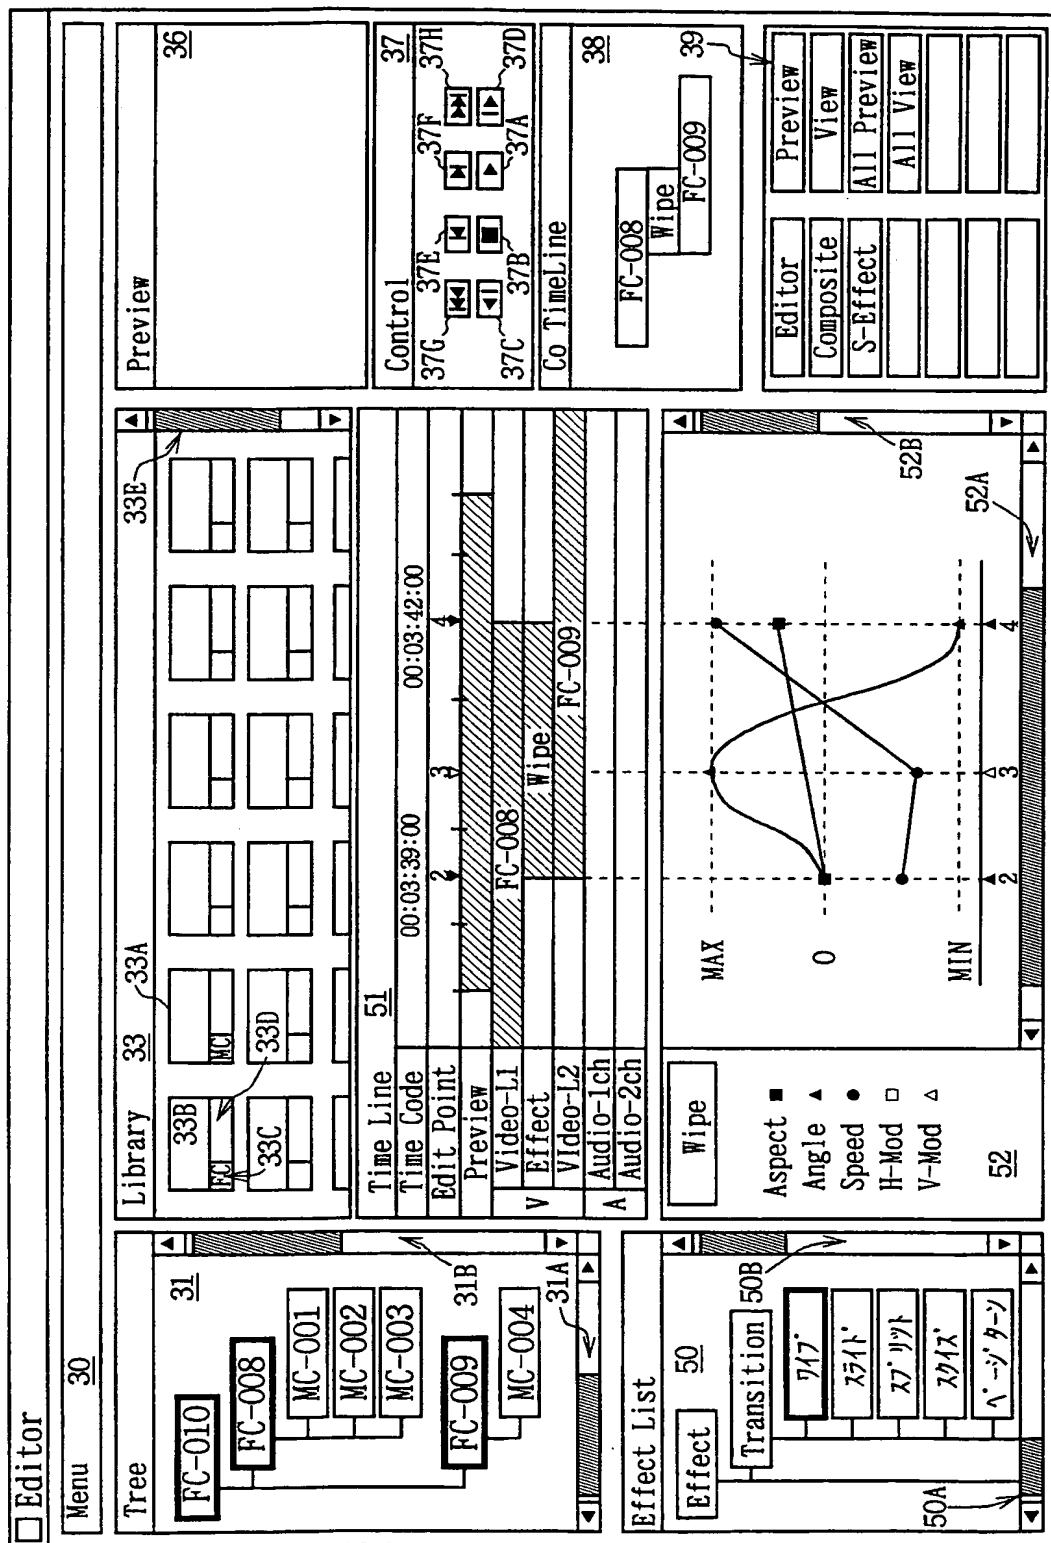 Editor
Menu
30
Tree
31
FC-010
FC-008
MC-001
MC-002
MC-003
FC-009
MC-004
31B
31A
Effect List
50
Effect
Transition
ワイプ
スライド
スプリット
スクイズ
ページターン
50B
50A
Library
33
33A
33B
FC
MC
33C
33D
33E
Time Line
51
Time Code
00:03:39:00
00:03:42:00
Edit Point
2
3
4
Preview
V
Video-L1
FC-008
Effect
Wipe
VIdeo-L2
FC-009
A
Audio-1ch
Audio-2ch
Wipe
Aspect ■
Angle ▲
Speed ●
H-Mod □
V-Mod △
52
MAX
0
MIN
2
3
4
52B
52A
Preview
36
Control
37
37G
37E
37F
37H
37C
37B
37A
37D
Co TimeLine
38
FC-008
Wipe
FC-009
39
Editor
Preview
Composite
View
S-Effect
All Preview
All View